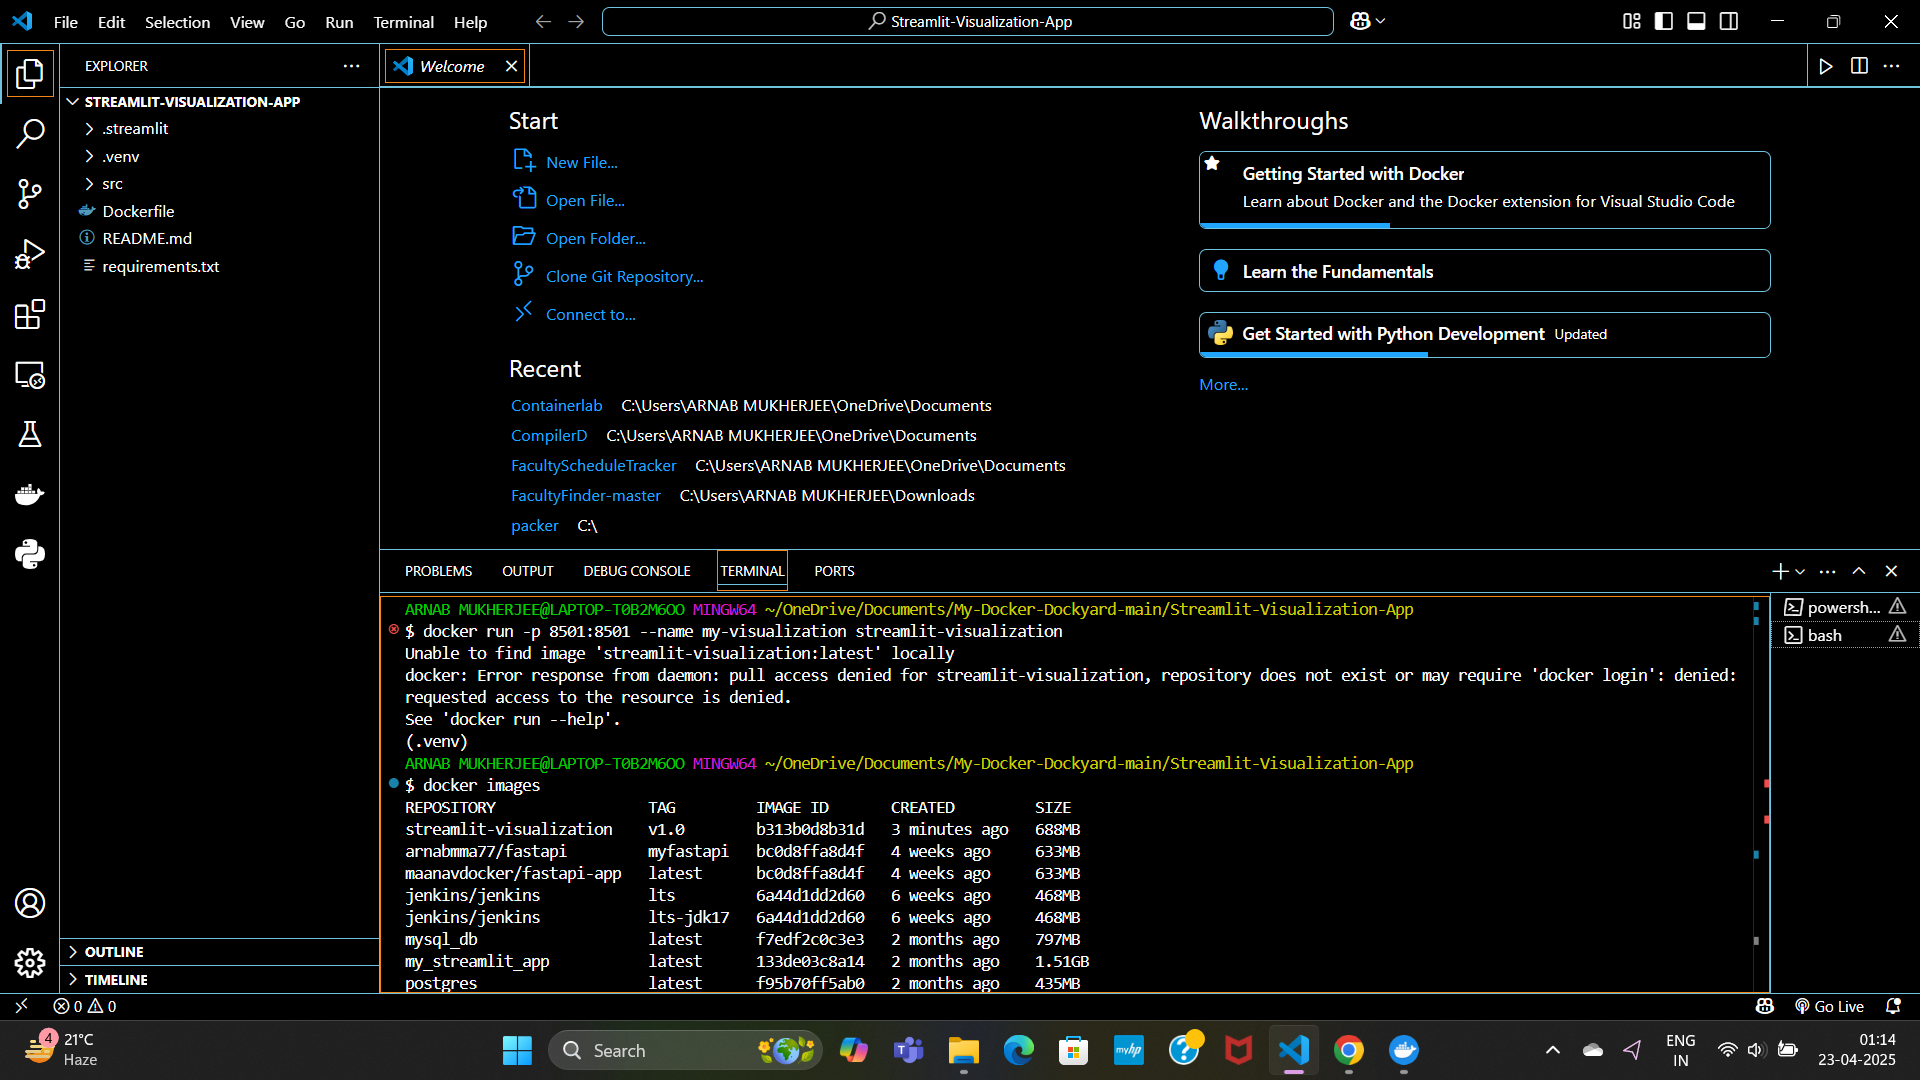 File Edit Selection View Go Run Terminal Help
Streamlit-Visualization-App
EXPLORER
STREAMLIT-VISUALIZATION-APP
.streamlit
.venv
src
Dockerfile
README.md
requirements.txt
OUTLINE
TIMELINE
Welcome
Start
New File...
Open File...
Open Folder...
Clone Git Repository...
Connect to...
Recent
Containerlab C:\Users\ARNAB MUKHERJEE\OneDrive\Documents
CompilerD C:\Users\ARNAB MUKHERJEE\OneDrive\Documents
FacultyScheduleTracker C:\Users\ARNAB MUKHERJEE\OneDrive\Documents
FacultyFinder-master C:\Users\ARNAB MUKHERJEE\Downloads
packer C:\
Walkthroughs
Getting Started with Docker
Learn about Docker and the Docker extension for Visual Studio Code
Learn the Fundamentals
Get Started with Python Development Updated
More...
PROBLEMS OUTPUT DEBUG CONSOLE TERMINAL PORTS
ARNAB MUKHERJEE@LAPTOP-T0B2M6OO MINGW64 ~/OneDrive/Documents/My-Docker-Dockyard-main/Streamlit-Visualization-App
$ docker run -p 8501:8501 --name my-visualization streamlit-visualization
Unable to find image 'streamlit-visualization:latest' locally
docker: Error response from daemon: pull access denied for streamlit-visualization, repository does not exist or may require 'docker login': denied:
requested access to the resource is denied.
See 'docker run --help'.
(.venv)
ARNAB MUKHERJEE@LAPTOP-T0B2M6OO MINGW64 ~/OneDrive/Documents/My-Docker-Dockyard-main/Streamlit-Visualization-App
$ docker images
REPOSITORY TAG IMAGE ID CREATED SIZE
streamlit-visualization v1.0 b313b0d8b31d 3 minutes ago 688MB
arnabmma77/fastapi myfastapi bc0d8ffa8d4f 4 weeks ago 633MB
maanavdocker/fastapi-app latest bc0d8ffa8d4f 4 weeks ago 633MB
jenkins/jenkins lts 6a44d1dd2d60 6 weeks ago 468MB
jenkins/jenkins lts-jdk17 6a44d1dd2d60 6 weeks ago 468MB
mysql_db latest f7edf2c0c3e3 2 months ago 797MB
my_streamlit_app latest 133de03c8a14 2 months ago 1.51GB
postgres latest f95b70ff5ab0 2 months ago 435MB
powersh...
bash
0 0
Go Live
4
21°C
Haze
Search
myhp
ENG
IN
01:14
23-04-2025